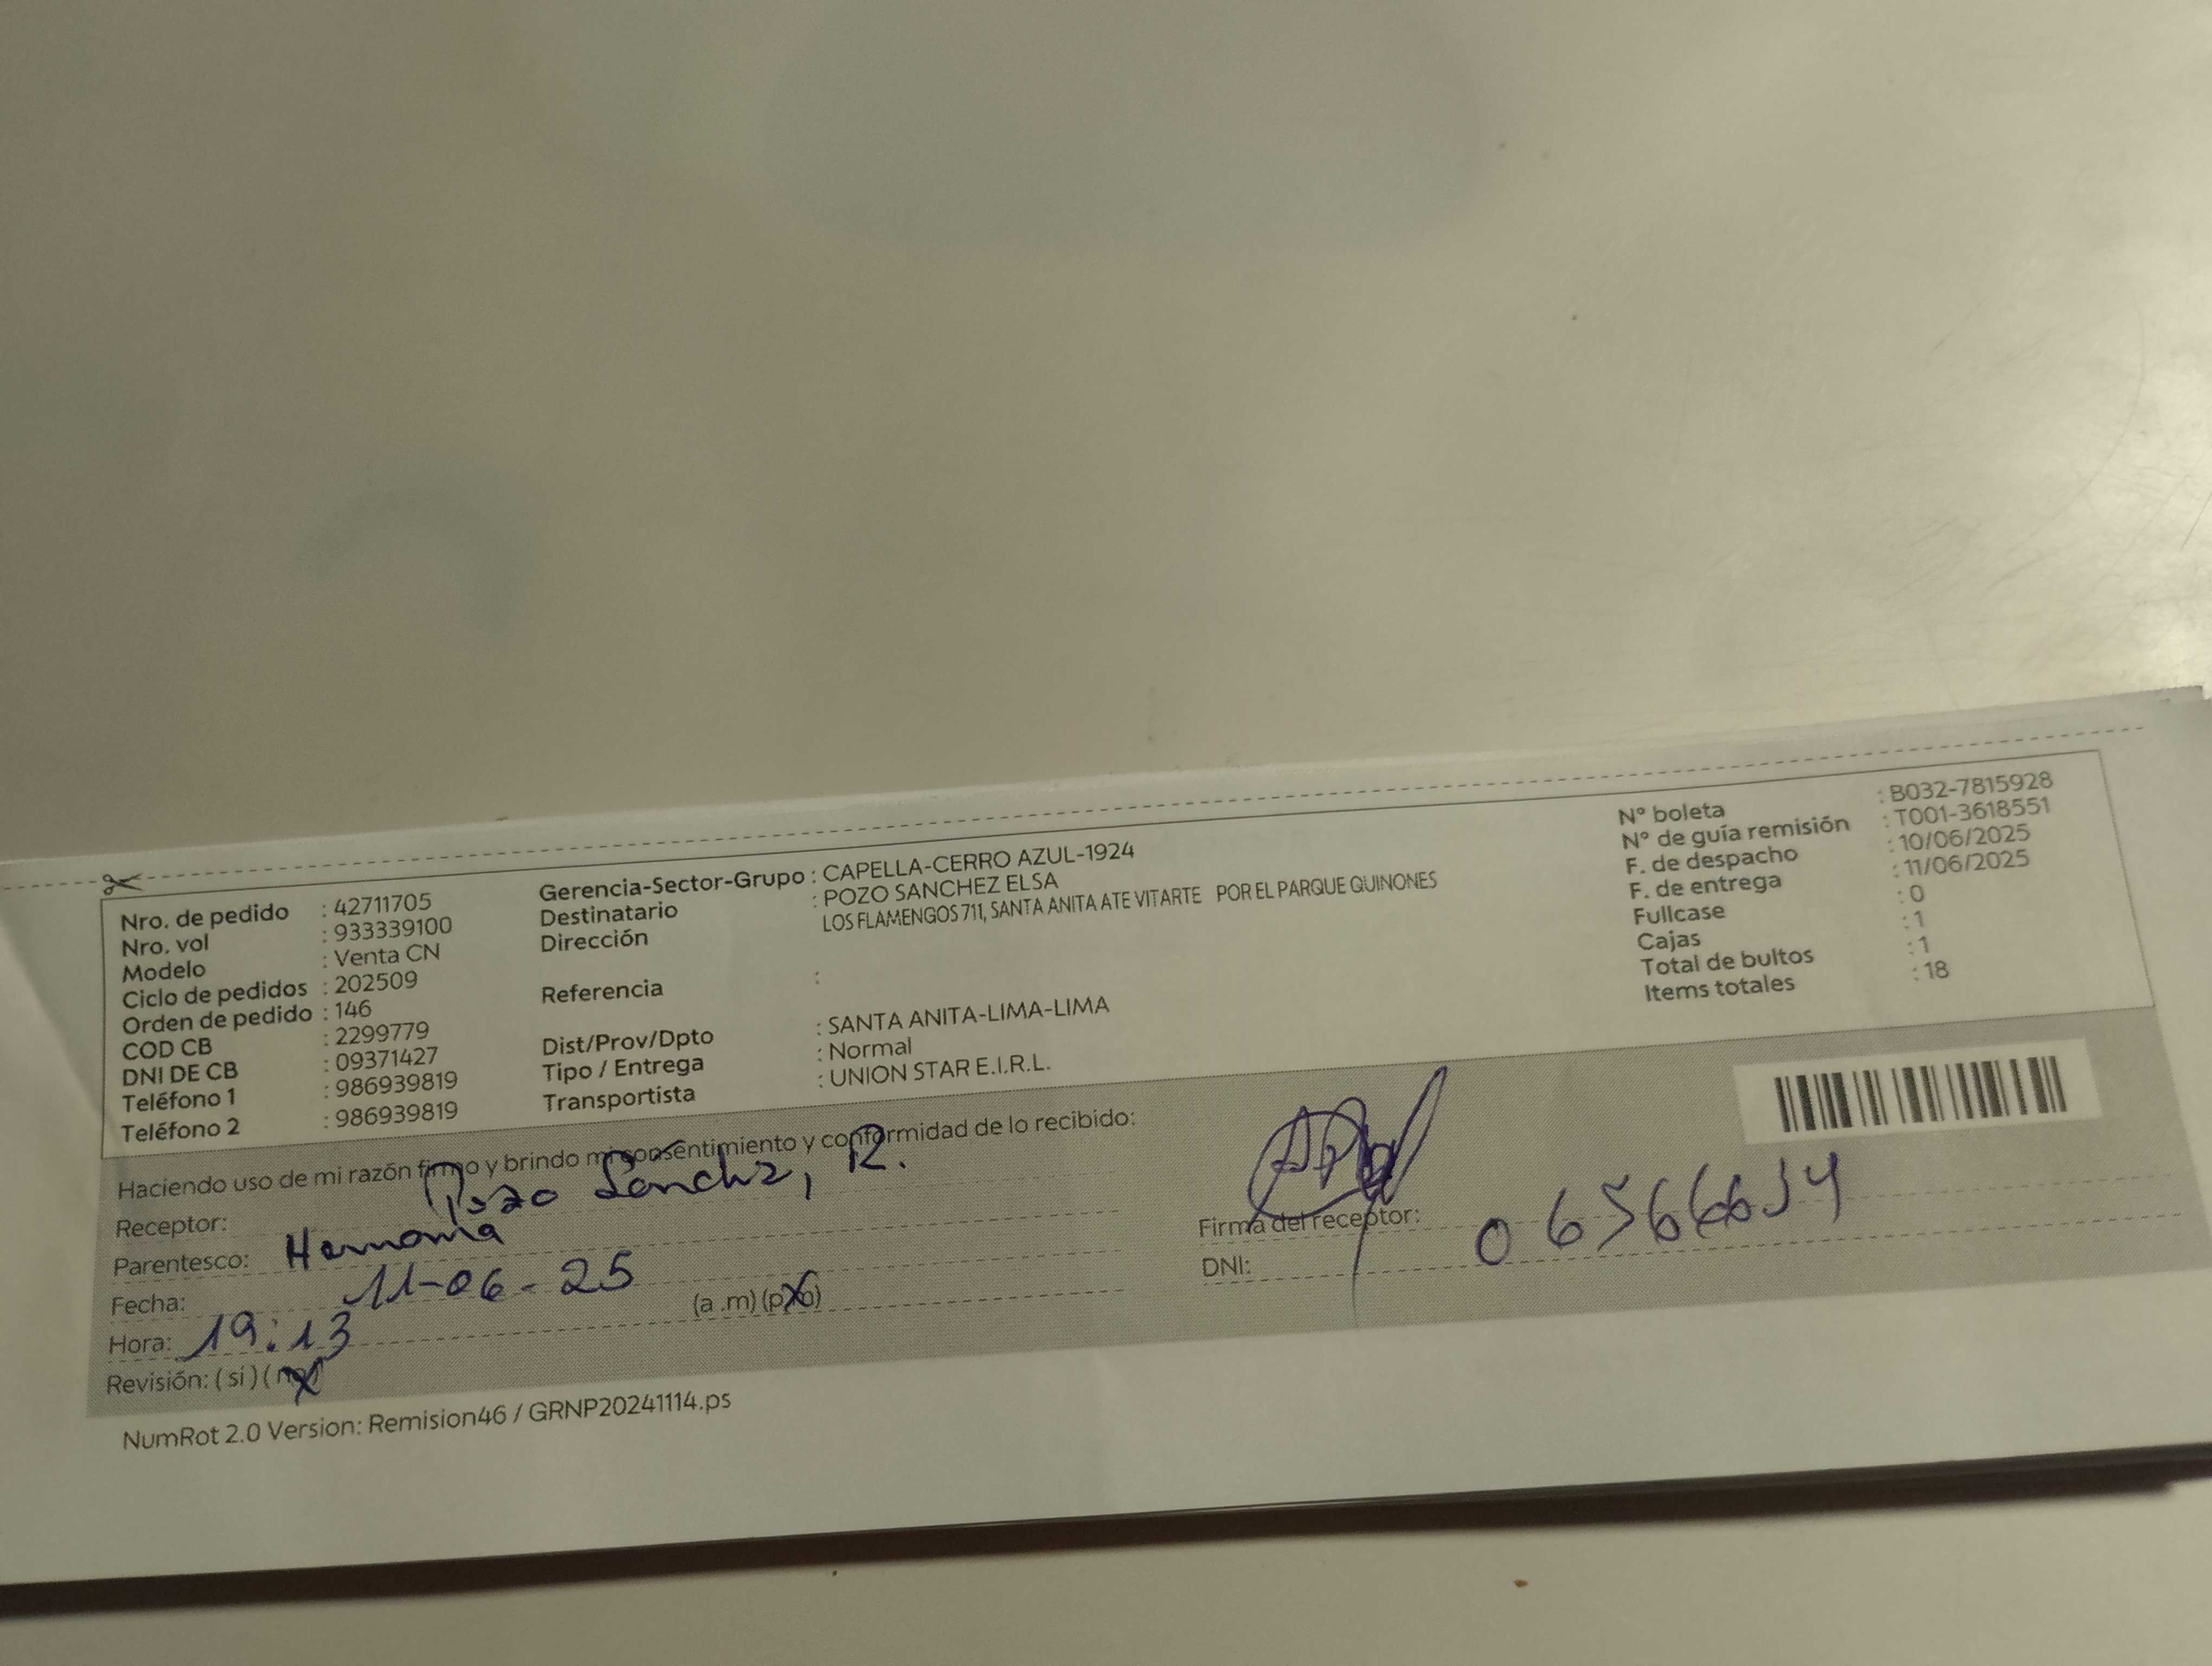 Nro. de pedido : 42711705
Nro. vol : 933339100
Modelo : Venta CN
Ciclo de pedidos : 202509
Orden de pedido : 146
COD CB : 2299779
DNI DE CB : 09371427
Teléfono 1 : 986939819
Teléfono 2 : 986939819
Gerencia-Sector-Grupo : CAPELLA-CERRO AZUL-1924
Destinatario : POZO SANCHEZ ELSA
Dirección LOS FLAMENGOS 711, SANTA ANITA ATE VITARTE POR EL PARQUE QUINONES
Referencia :
Dist/Prov/Dpto : SANTA ANITA-LIMA-LIMA
Tipo / Entrega : Normal
Transportista : UNION STAR E.I.R.L.
N° boleta : B032-7815928
N° de guía remisión : T001-3618551
F. de despacho : 10/06/2025
F. de entrega : 11/06/2025
Fullcase : 0
Cajas : 1
Total de bultos : 1
Items totales : 18
Haciendo uso de mi razón firmo y brindo mi consentimiento y conformidad de lo recibido:
Receptor: Pozo Sanchz, R.
Parentesco: Hermana
Fecha: 11-06-25
Hora: 19:13 (a .m) (p.m)
Revisión: ( si ) ( no )
Firma del receptor:
DNI:
NumRot 2.0 Version: Remision46 / GRNP20241114.ps